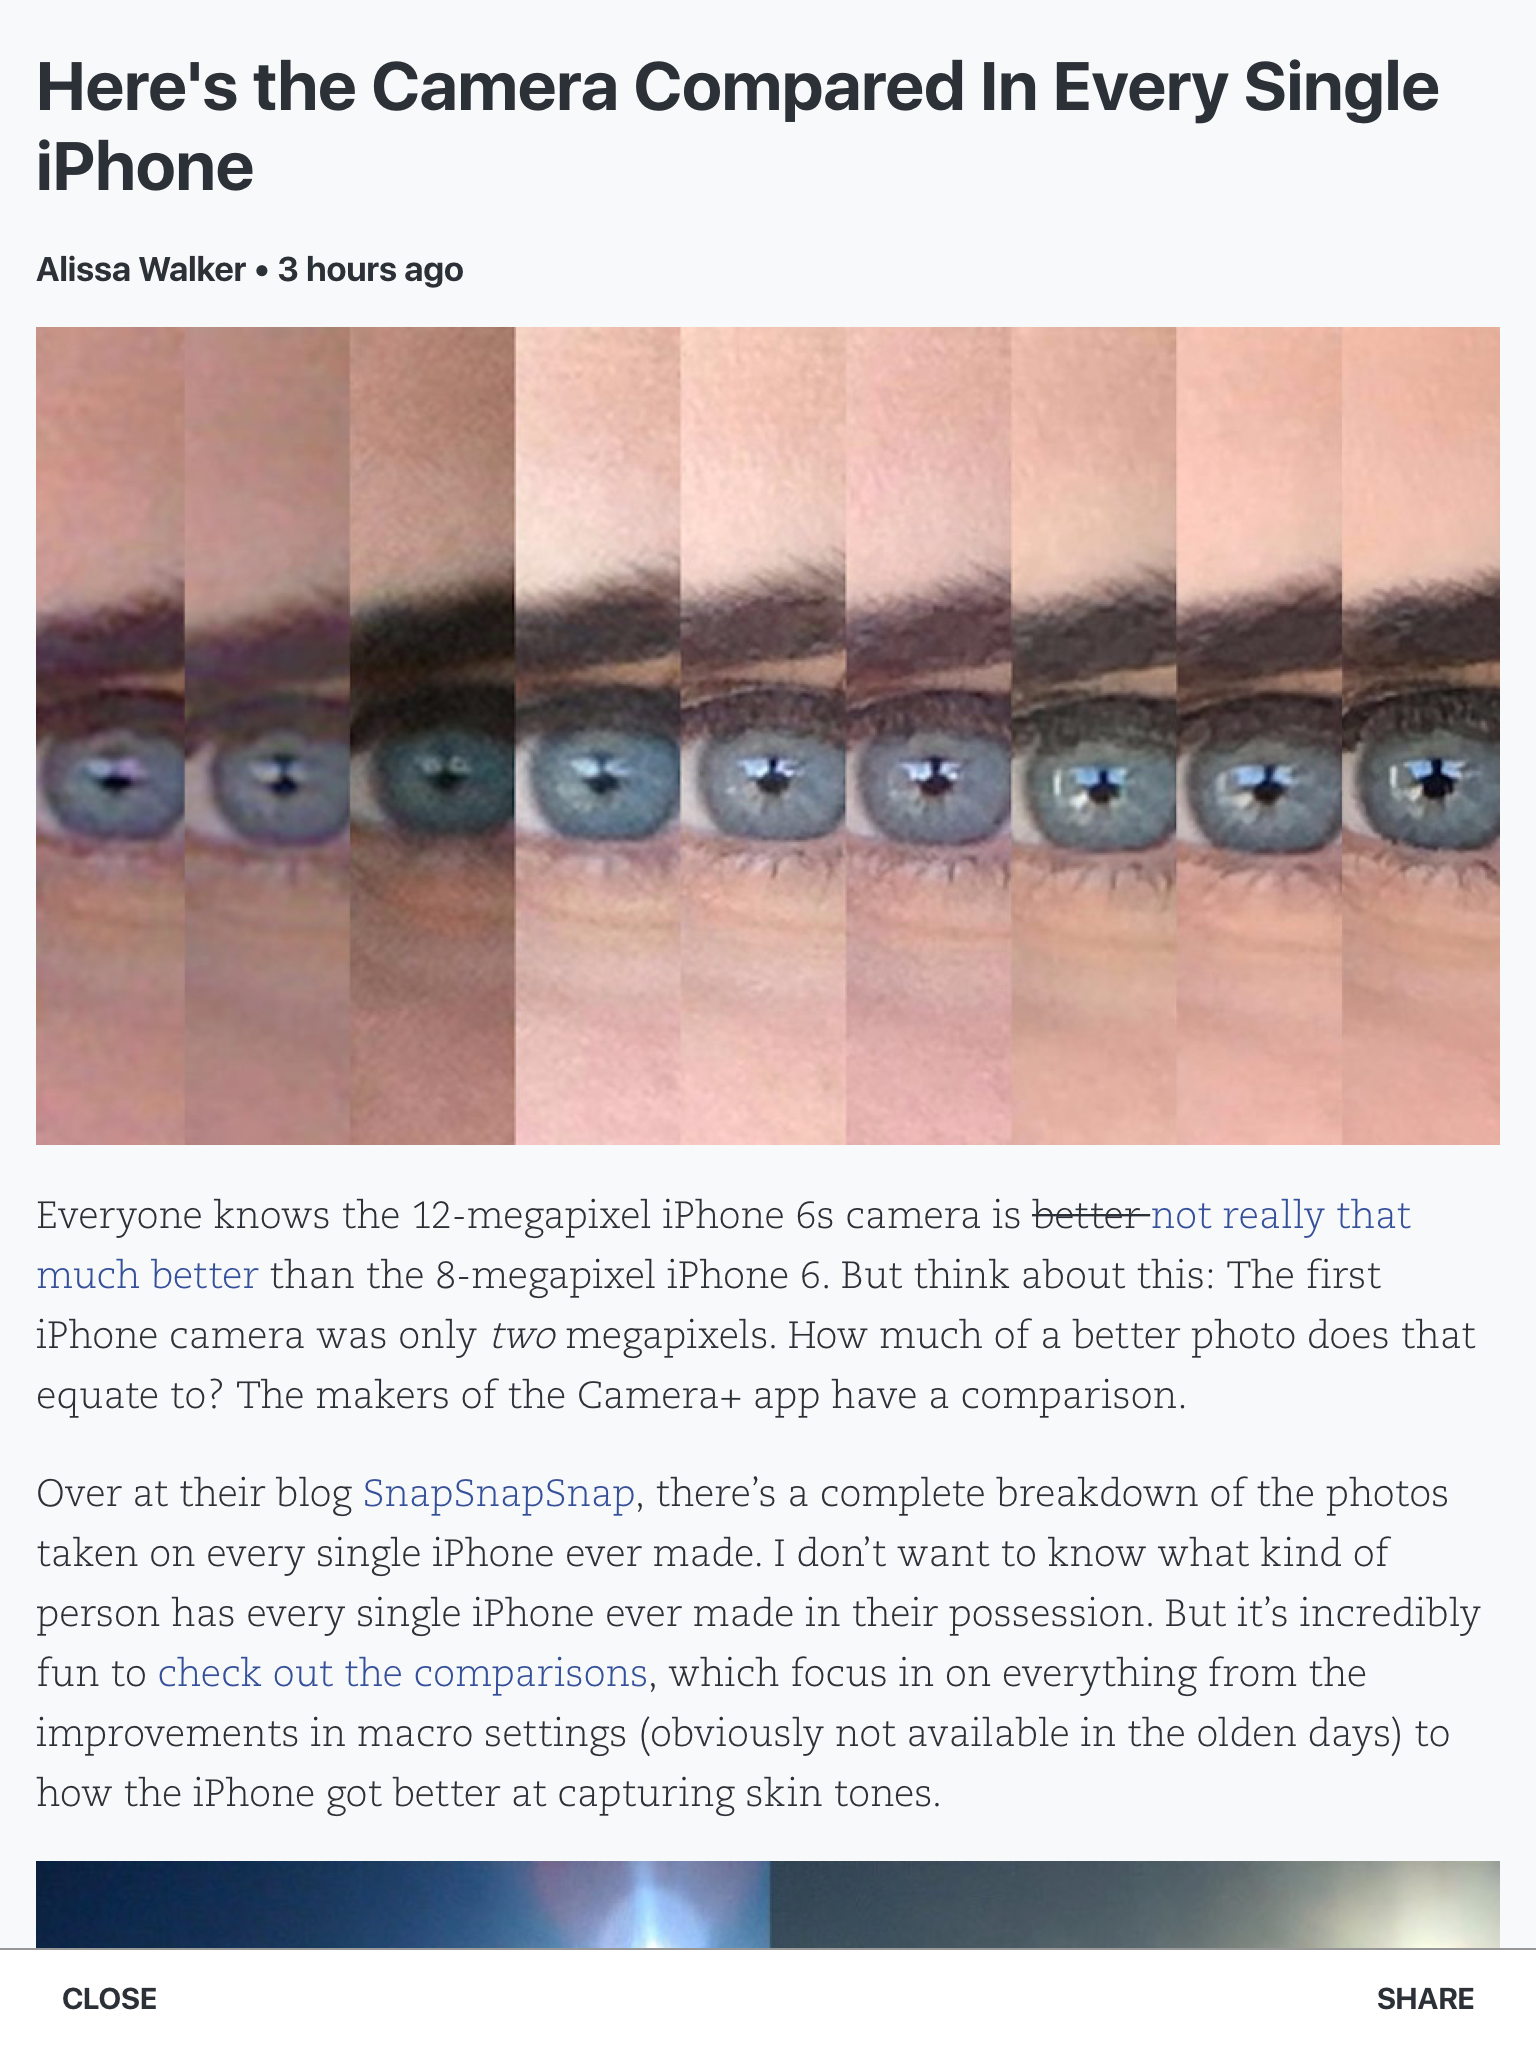 Here's the Camera Compared In Every Single
iPhone
Alissa Walker • 3 hours ago
Everyone knows the 12-megapixel iPhone 6s camera is better not really that
much better than the 8-megapixel iPhone 6. But think about this: The first
iPhone camera was only two megapixels. How much of a better photo does that
equate to? The makers of the Camera+ app have a comparison.
Over at their blog SnapSnapSnap, there’s a complete breakdown of the photos
taken on every single iPhone ever made. I don’t want to know what kind of
person has every single iPhone ever made in their possession. But it’s incredibly
fun to check out the comparisons, which focus in on everything from the
improvements in macro settings (obviously not available in the olden days) to
how the iPhone got better at capturing skin tones.
CLOSE
SHARE